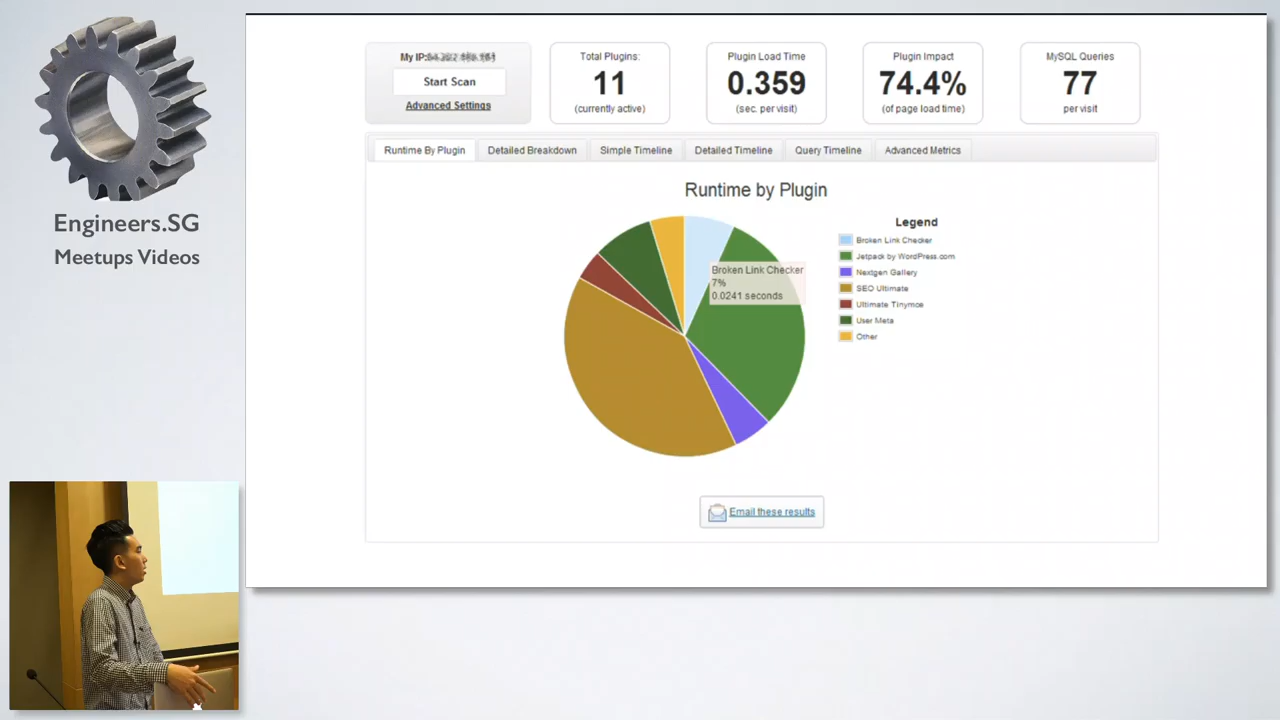 Engineers.SG
Meetups Videos
My IP:
Start Scan
Advanced Settings
Total Plugins:
11
(currently active)
Plugin Load Time
0.359
(sec. per visit)
Plugin Impact
74.4%
(of page load time)
MySQL Queries
77
per visit
Runtime By Plugin
Detailed Breakdown
Simple Timeline
Detailed Timeline
Query Timeline
Advanced Metrics
Runtime by Plugin
Broken Link Checker
7%
0.0241 seconds
Legend
Broken Link Checker
Jetpack by WordPress.com
Nextgen Gallery
SEO Ultimate
Ultimate Tinymce
User Meta
Other
Email these results